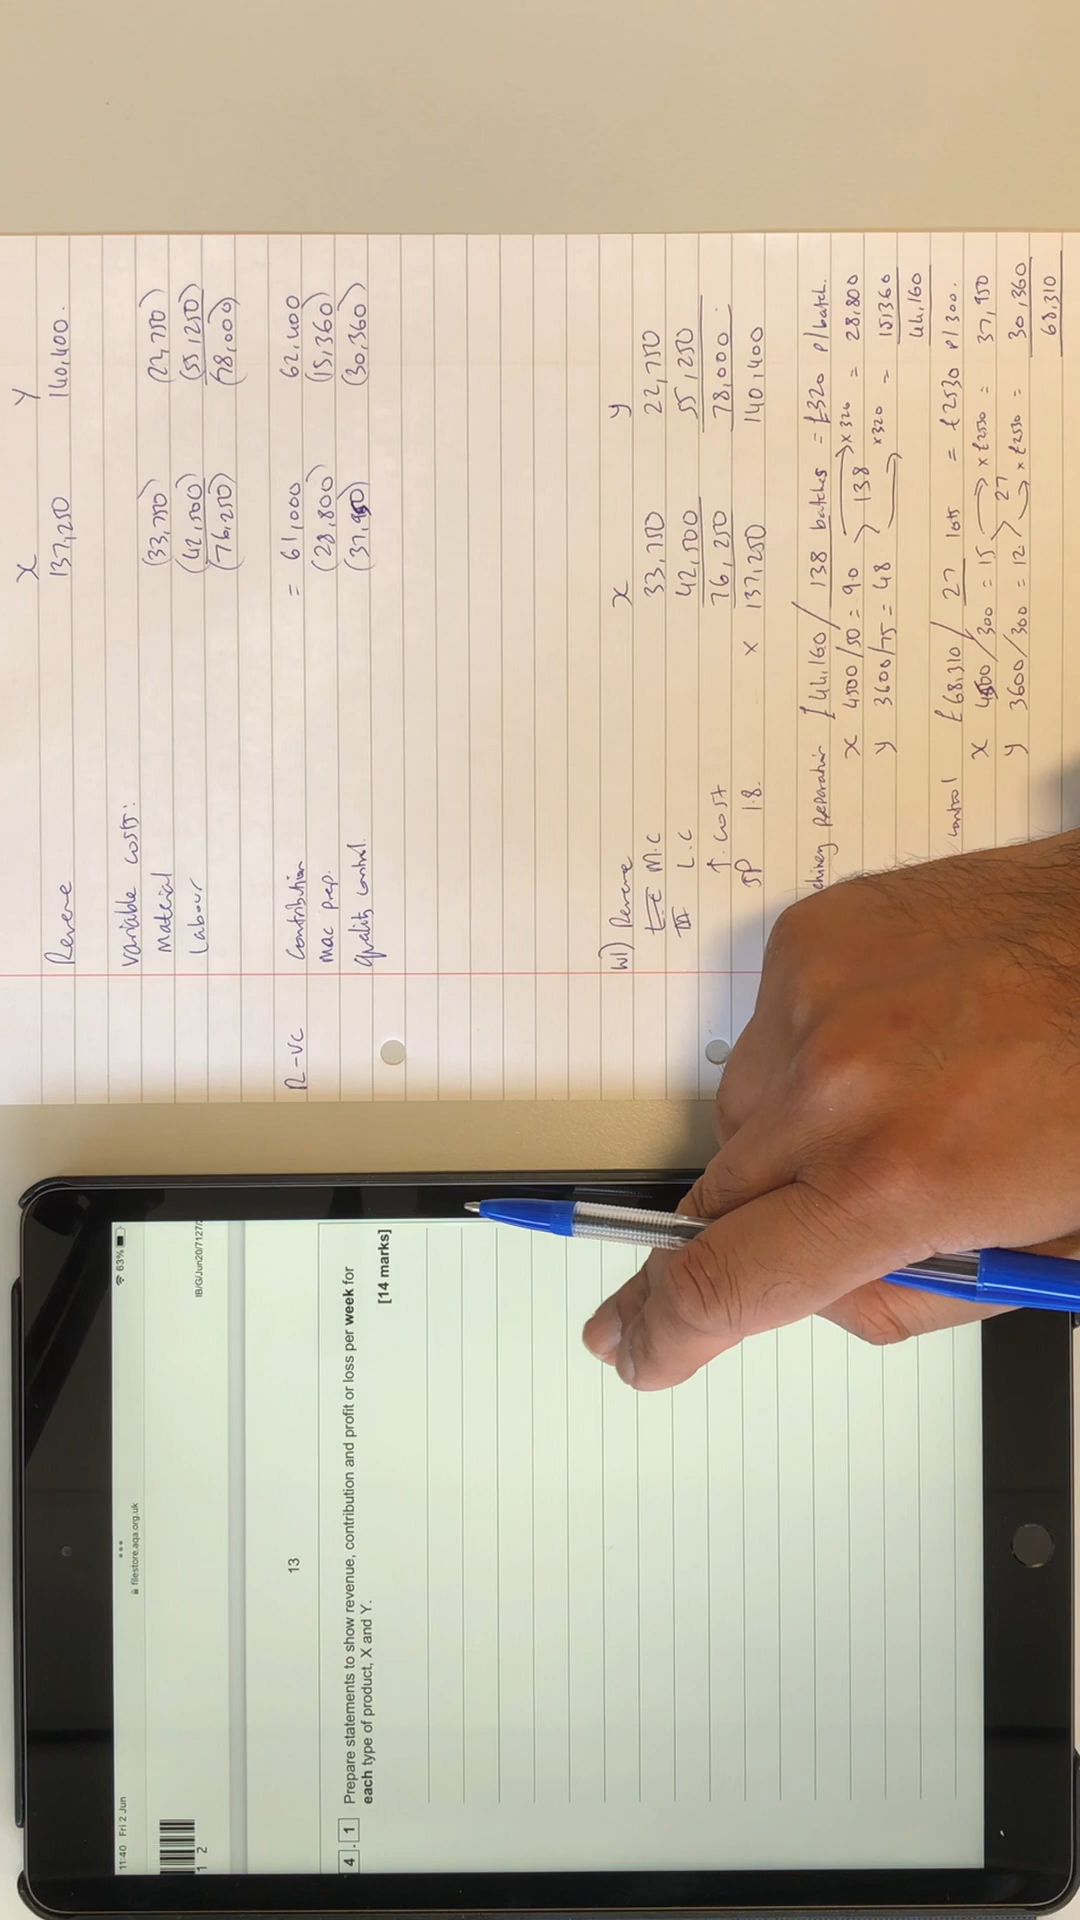 X Y
Revenue 137,250 140,400.
Variable costs:
Material (33,750) (22,750)
Labour (42,500) (55,250)
(76,250) (78,000)
R-VC Contribution = 61,000 62,400
Mac prep. (28,800) (15,360)
Quality control. (37,950) (30,360)
W1) Revenue X Y
M.C 33,750 22,750
L.C 42,500 55,250
↑. Cost 76,250 78,000.
SP 1.8. X 137,250 140,400
chinery preparation £44,160 / 138 batches = £320 p/batch.
x 4500/50 = 90 138 x320 = 28,800
y 3600/75 = 48 x320 = 15,360
44,160
control £68,310 / 27 lots = £2530 p/300.
x 4500/300 = 15 27 x £2530 = 37,950
y 3600/300 = 12 x £2530 = 30,360
68,310
11:40 Fri 2 Jun
63%
filestore.aqa.org.uk
1 2
IB/G/Jun20/7127/
13
4 . 1 Prepare statements to show revenue, contribution and profit or loss per week for
each type of product, X and Y.
[14 marks]